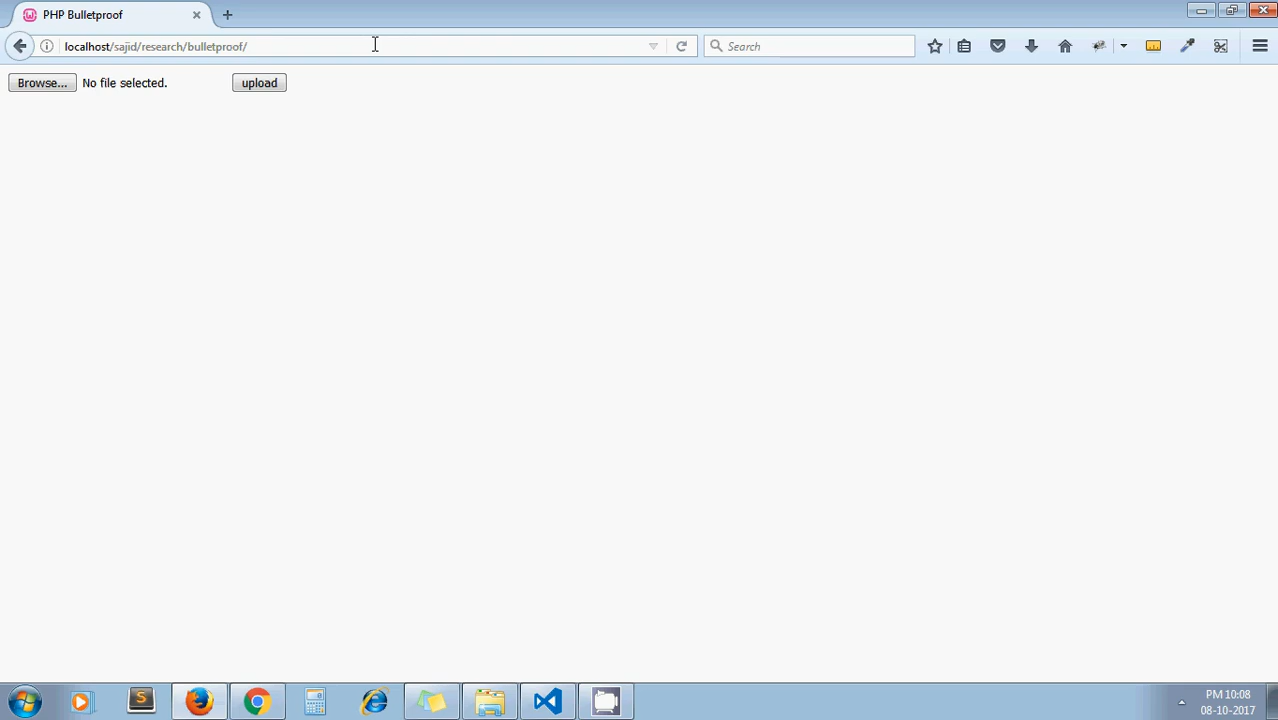 PHP Bulletproof
localhost/sajid/research/bulletproof/
Search
Browse... No file selected. upload
PM 10:08
08-10-2017